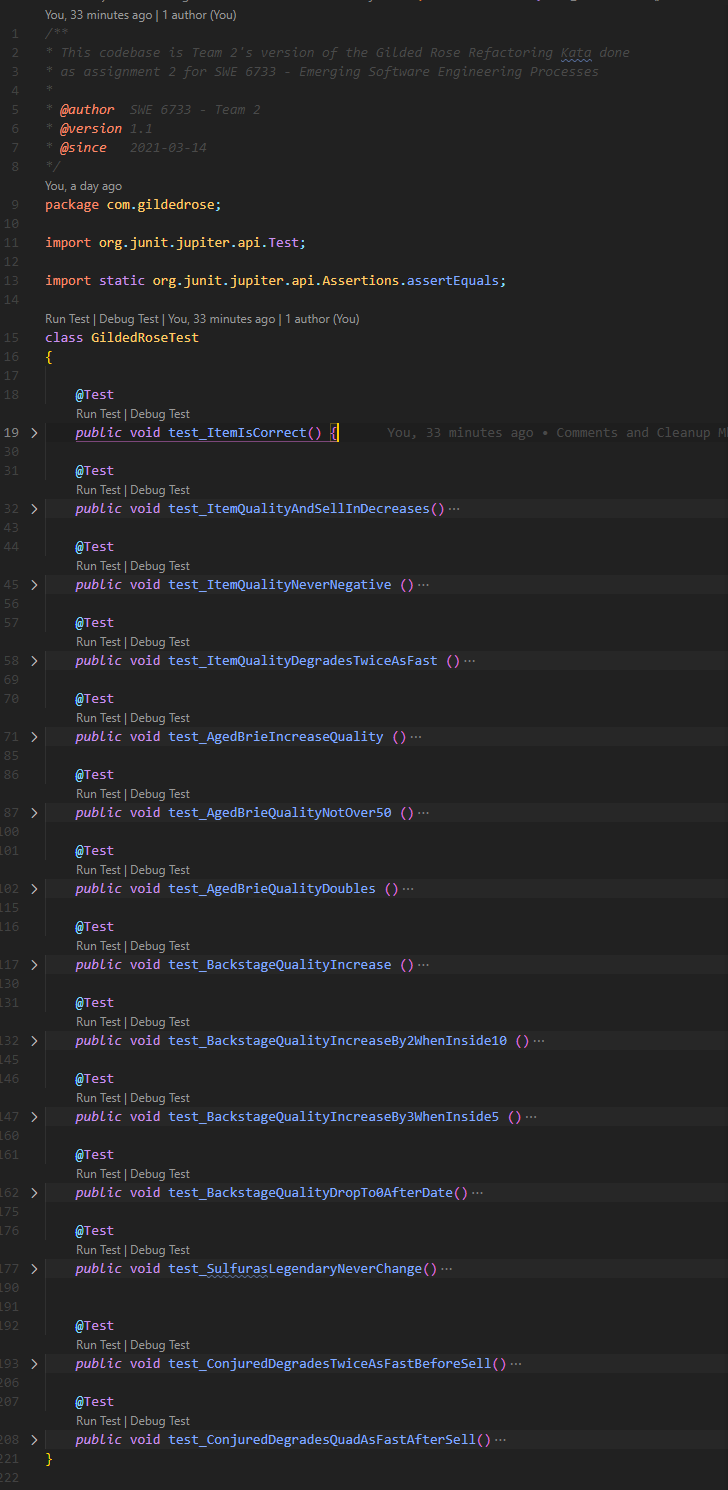 You, 33 minutes ago | 1 author (You)
1 /**
2 * This codebase is Team 2's version of the Gilded Rose Refactoring Kata done
3 * as assignment 2 for SWE 6733 - Emerging Software Engineering Processes
4 *
5 * @author  SWE 6733 - Team 2
6 * @version 1.1
7 * @since   2021-03-14
8 */
You, a day ago
9 package com.gildedrose;
10
11 import org.junit.jupiter.api.Test;
12
13 import static org.junit.jupiter.api.Assertions.assertEquals;
14
Run Test | Debug Test | You, 33 minutes ago | 1 author (You)
15 class GildedRoseTest
16 {
17
18 @Test
Run Test | Debug Test
19 > public void test_ItemIsCorrect() { You, 33 minutes ago • Comments and Cleanup
30
31 @Test
Run Test | Debug Test
32 > public void test_ItemQualityAndSellInDecreases()···
43
44 @Test
Run Test | Debug Test
45 > public void test_ItemQualityNeverNegative ()···
56
57 @Test
Run Test | Debug Test
58 > public void test_ItemQualityDegradesTwiceAsFast ()···
69
70 @Test
Run Test | Debug Test
71 > public void test_AgedBrieIncreaseQuality ()···
85
86 @Test
Run Test | Debug Test
87 > public void test_AgedBrieQualityNotOver50 ()···
100
101 @Test
Run Test | Debug Test
102 > public void test_AgedBrieQualityDoubles ()···
115
116 @Test
Run Test | Debug Test
117 > public void test_BackstageQualityIncrease ()···
130
131 @Test
Run Test | Debug Test
132 > public void test_BackstageQualityIncreaseBy2WhenInside10 ()···
145
146 @Test
Run Test | Debug Test
147 > public void test_BackstageQualityIncreaseBy3WhenInside5 ()···
160
161 @Test
Run Test | Debug Test
162 > public void test_BackstageQualityDropTo0AfterDate()···
175
176 @Test
Run Test | Debug Test
177 > public void test_SulfurasLegendaryNeverChange()···
190
191
192 @Test
Run Test | Debug Test
193 > public void test_ConjuredDegradesTwiceAsFastBeforeSell()···
206
207 @Test
Run Test | Debug Test
208 > public void test_ConjuredDegradesQuadAsFastAfterSell()···
221 }
222